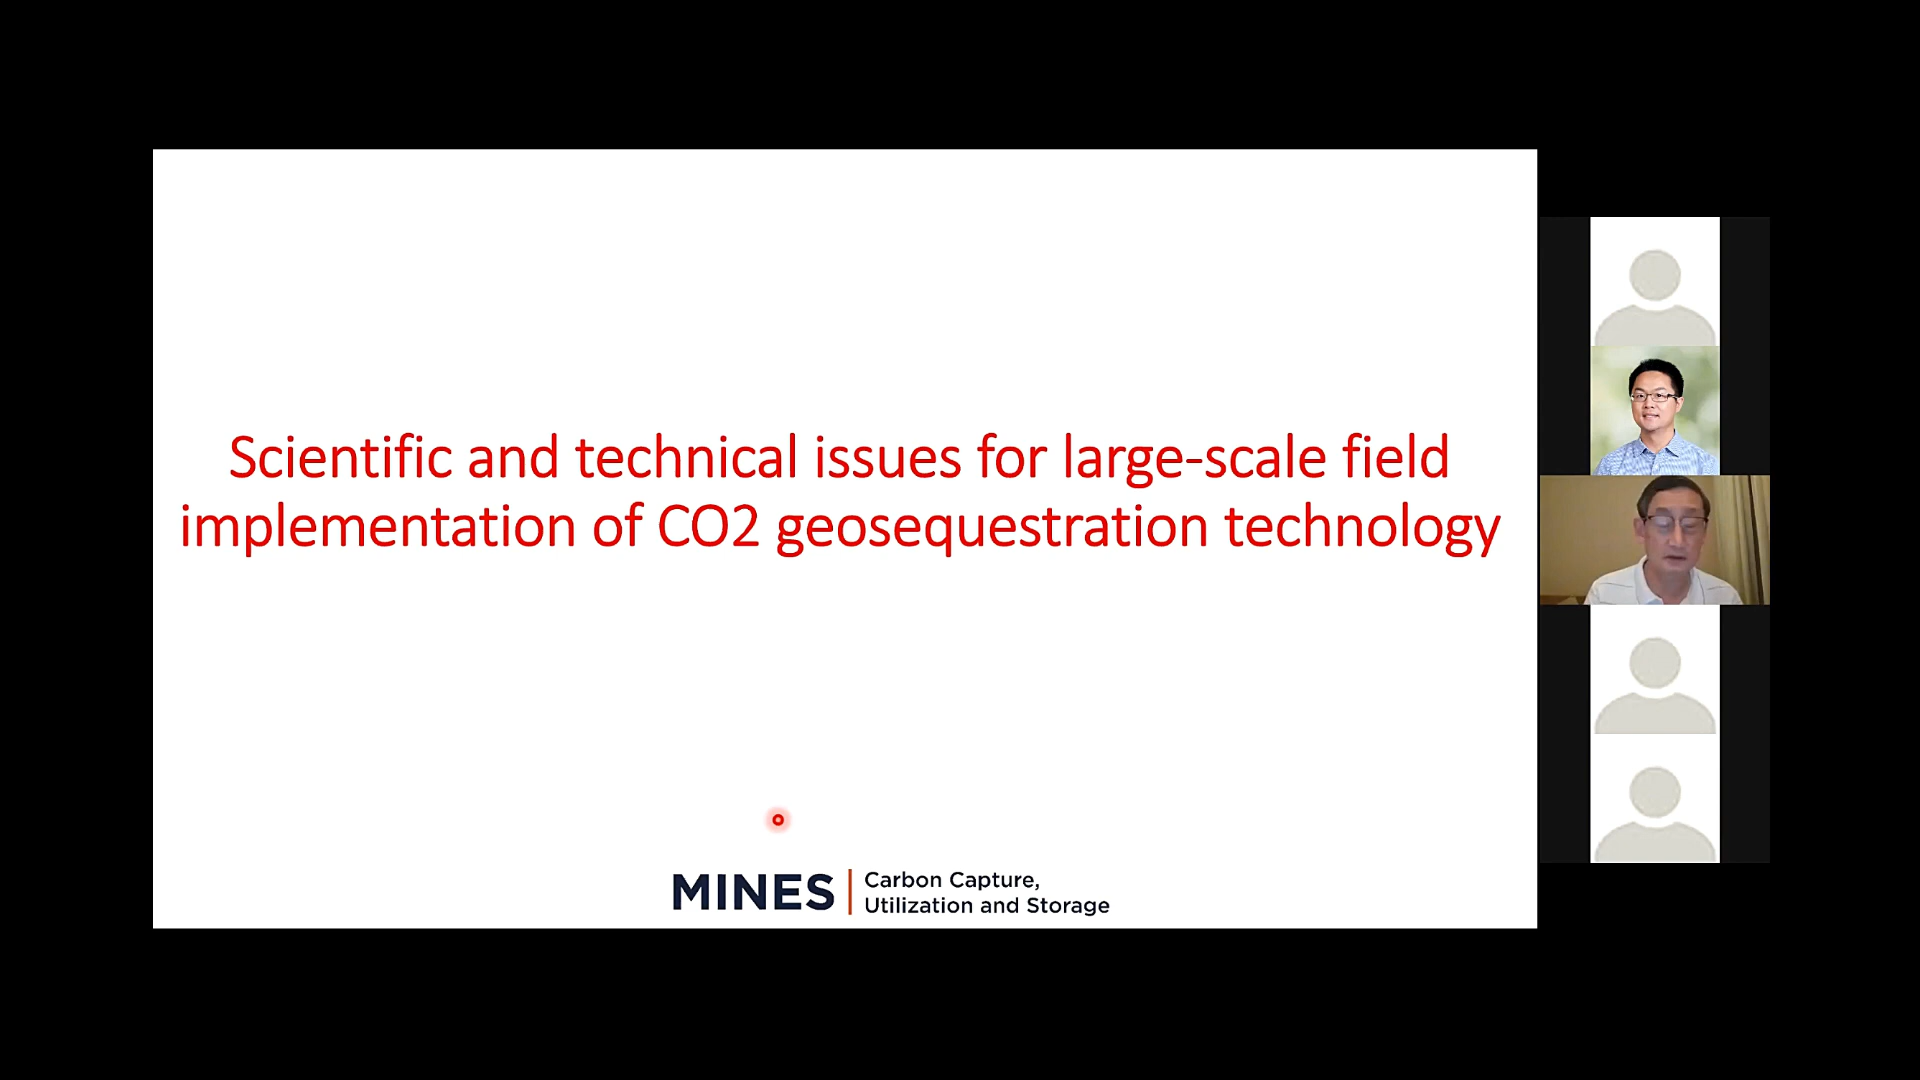 Scientific and technical issues for large-scale field
implementation of CO2 geosequestration technology
MINES
Carbon Capture,
Utilization and Storage